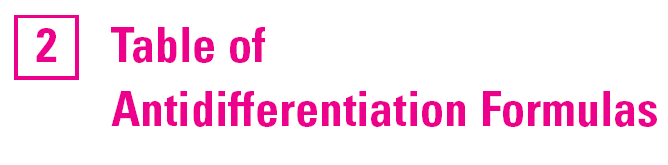 2 Table of
Antidifferentiation Formulas